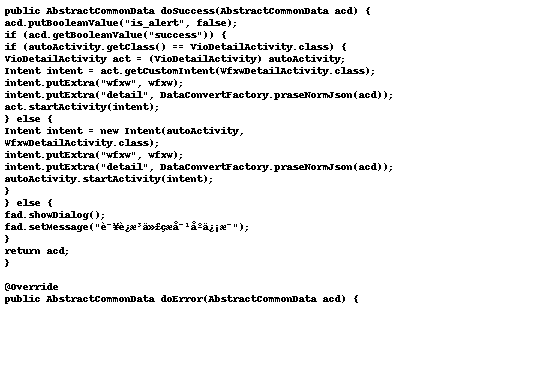 public AbstractCommonData doSuccess(AbstractCommonData acd) {
acd.putBooleanValue("is_alert", false);
if (acd.getBooleanValue("success")) {
if (autoActivity.getClass() == VioDetailActivity.class) {
VioDetailActivity act = (VioDetailActivity) autoActivity;
Intent intent = act.getCustomIntent(WfxwDetailActivity.class);
intent.putExtra("wfxw", wfxw);
intent.putExtra("detail", DataConvertFactory.praseNormJson(acd));
act.startActivity(intent);
} else {
Intent intent = new Intent(autoActivity,
WfxwDetailActivity.class);
intent.putExtra("wfxw", wfxw);
intent.putExtra("detail", DataConvertFactory.praseNormJson(acd));
autoActivity.startActivity(intent);
}
} else {
fad.showDialog();
fad.setMessage("è¯¥è¿æ³ä»£ç æå¯¹åºä¿¡æ¯");
}
return acd;
}
@Override
public AbstractCommonData doError(AbstractCommonData acd) {